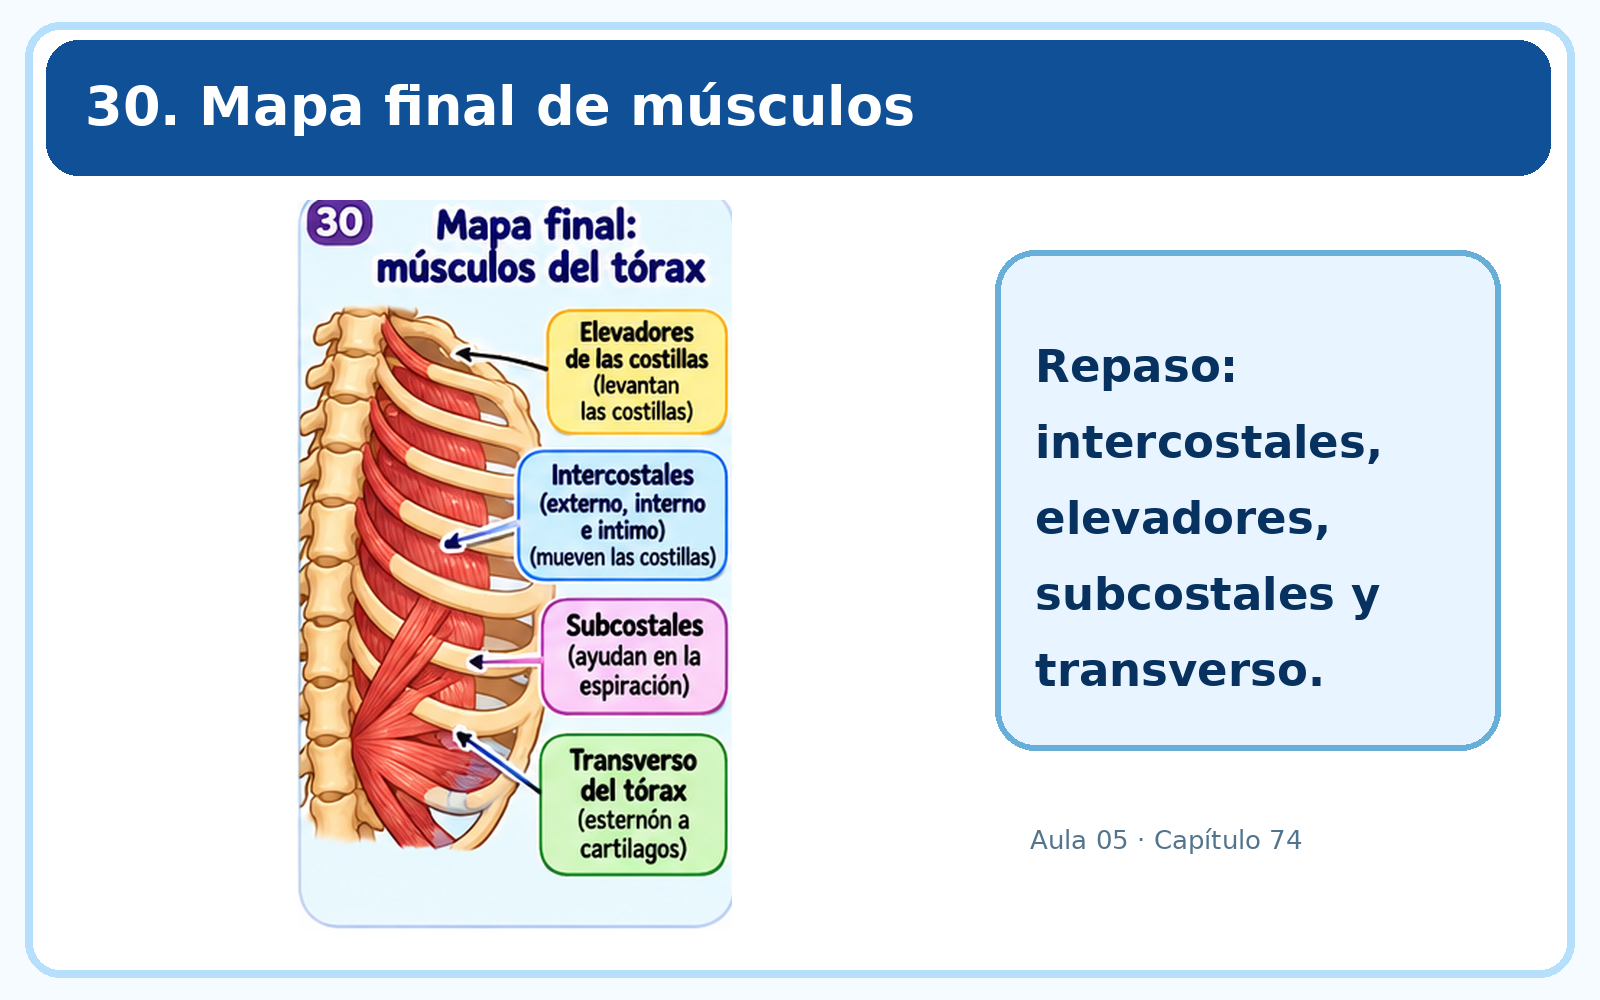 30. Mapa final de músculos
30
Mapa final:
músculos del tórax
Elevadores
de las costillas
(levantan
las costillas)
Intercostales
(externo, interno
e intimo)
(mueven las costillas)
Subcostales
(ayudan en la
espiración)
Transverso
del tórax
(esternón a
cartilagos)
Repaso:
intercostales,
elevadores,
subcostales y
transverso.
Aula 05 · Capítulo 74